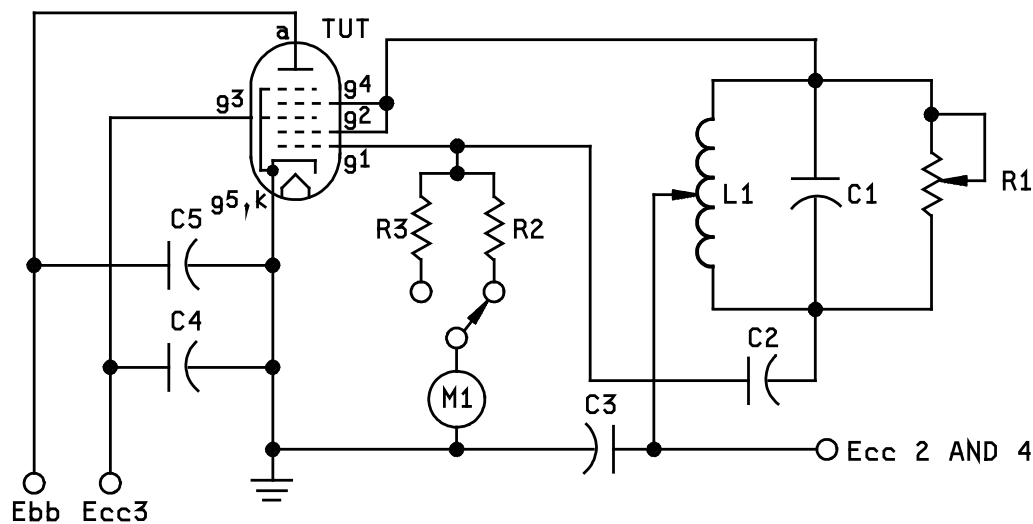 a
TUT
g3
g4
g2
g1
g5,k
C5
C4
R3
R2
M1
L1
C1
R1
C2
C3
Ecc 2 AND 4
Ebb
Ecc3